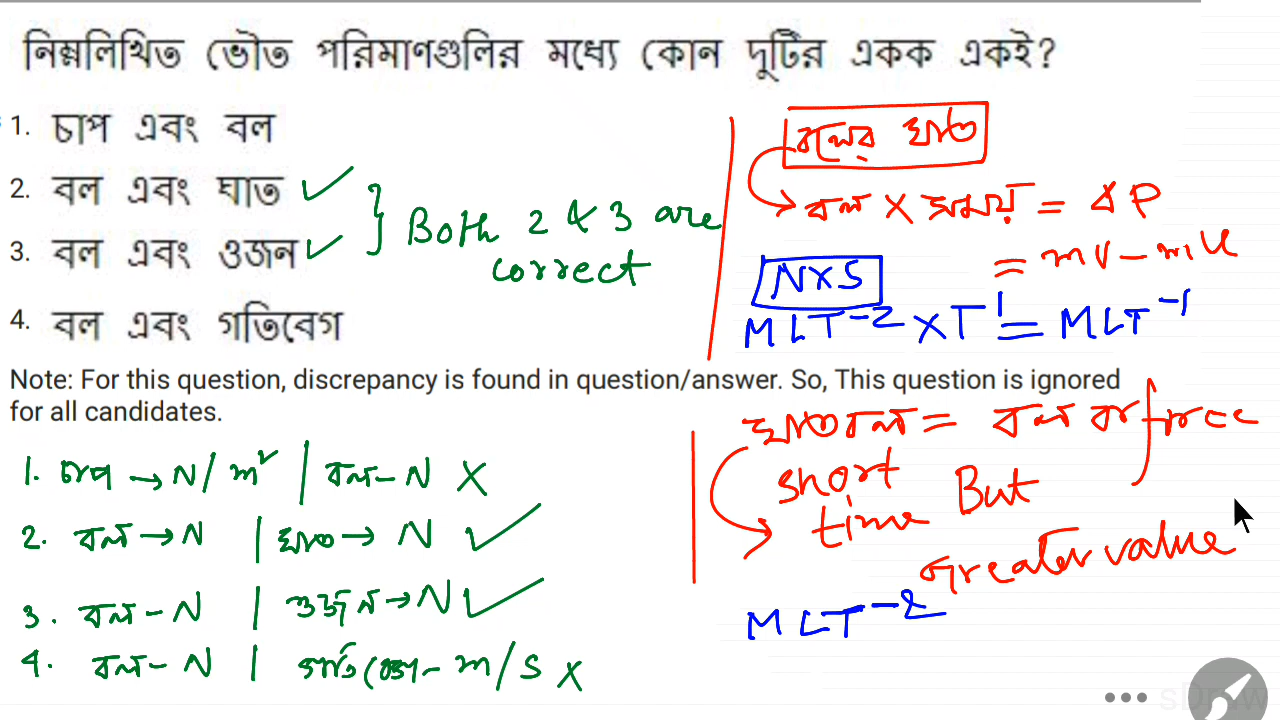 নিম্নলিখিত ভৌত পরিমাণগুলির মধ্যে কোন দুটির একক একই?
1. চাপ এবং বল
2. বল এবং ঘাত ✓
3. বল এবং ওজন ✓
} Both 2 & 3 are
correct
4. বল এবং গতিবেগ
Note: For this question, discrepancy is found in question/answer. So, This question is ignored
for all candidates.
1. চাপ → N/m² | বল - N X
2. বল → N | ঘাত → N ✓
3. বল - N | ওজন → N ✓
4. বল - N | গতিবেগ - m/s X
বলের ঘাত
→ বল X সময় = ΔP
= mv - mu
N×S
MLT⁻² × T¹ = MLT⁻¹
ঘাতবল = বল বা force
short
time But
Greater value
MLT⁻²